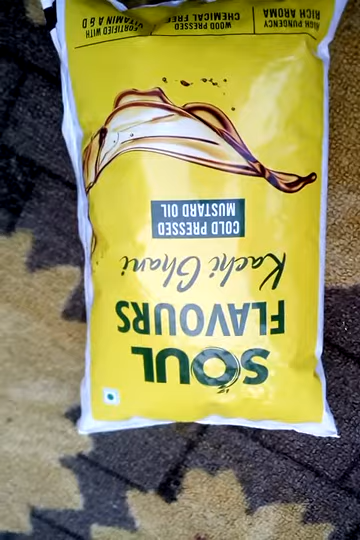 SOUL
FLAVOURS
Kachi Ghani
COLD PRESSED
MUSTARD OIL
HIGH PUNGENCY
RICH AROMA
WOOD PRESSED
CHEMICAL FREE
FORTIFIED WITH
VITAMIN A & D